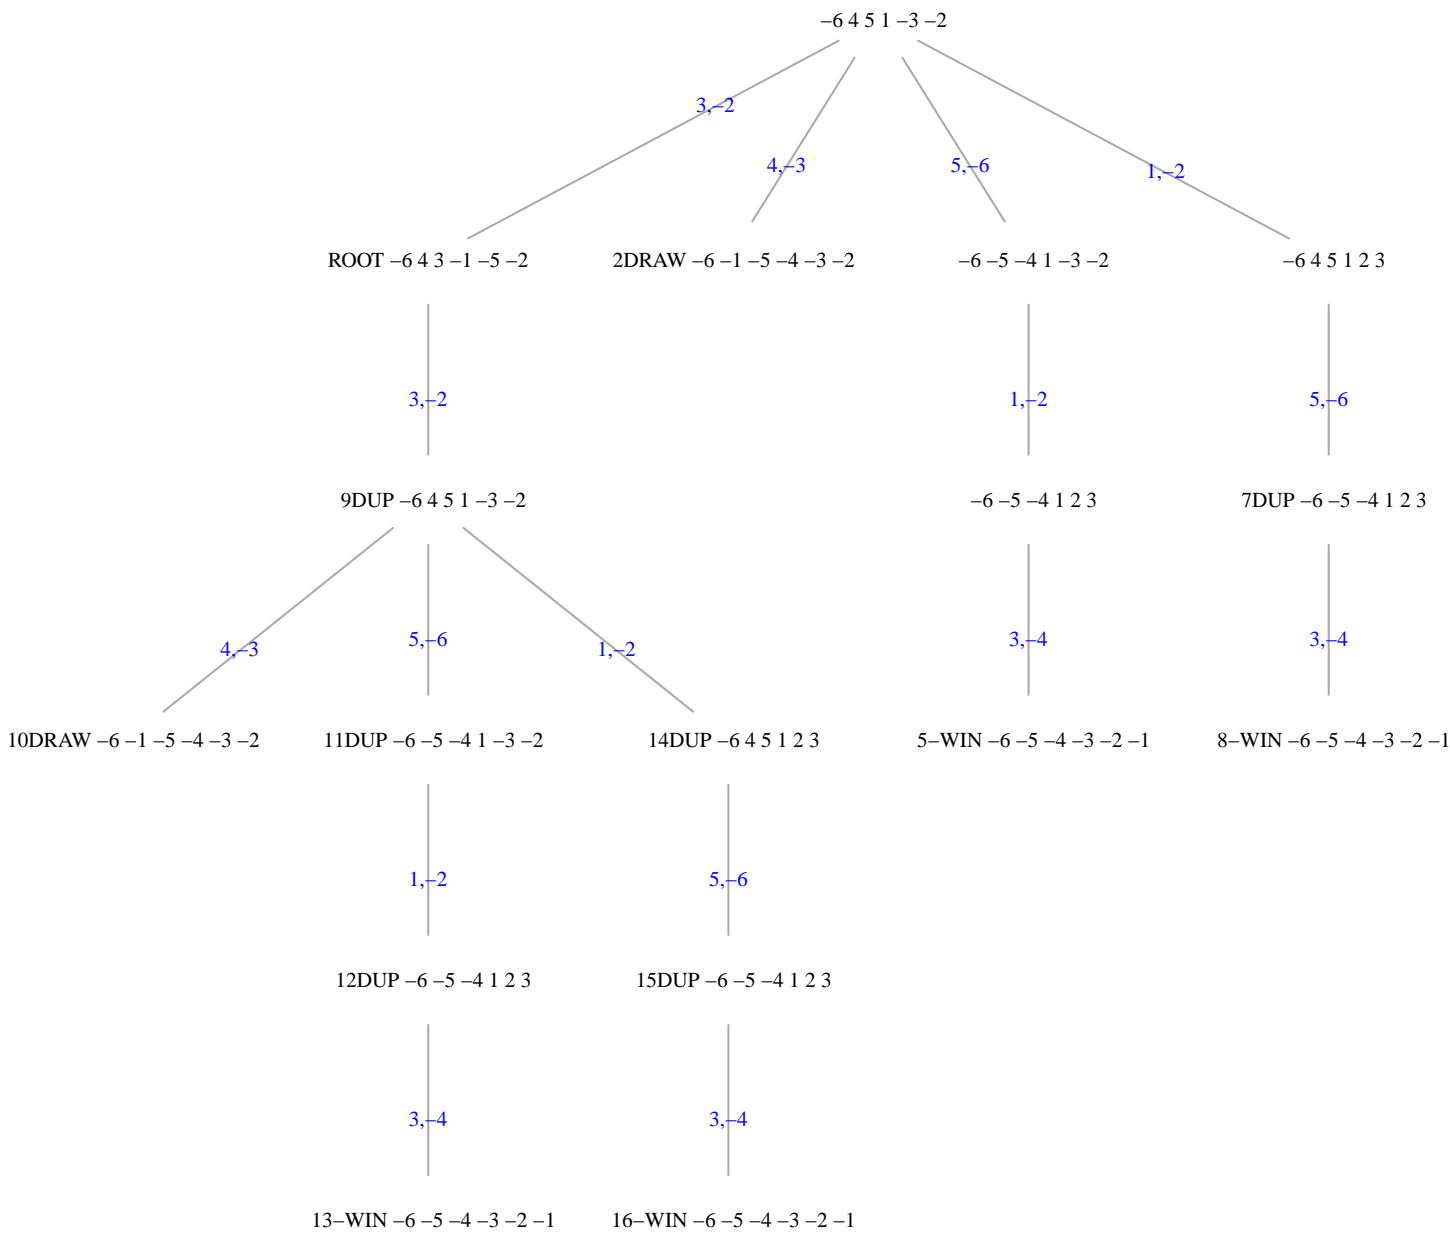 −6 4 5 1 −3 −2
3,−2
4,−3
5,−6
1,−2
ROOT −6 4 3 −1 −5 −2
2DRAW −6 −1 −5 −4 −3 −2
−6 −5 −4 1 −3 −2
−6 4 5 1 2 3
3,−2
1,−2
5,−6
9DUP −6 4 5 1 −3 −2
−6 −5 −4 1 2 3
7DUP −6 −5 −4 1 2 3
4,−3
5,−6
1,−2
3,−4
3,−4
10DRAW −6 −1 −5 −4 −3 −2
11DUP −6 −5 −4 1 −3 −2
14DUP −6 4 5 1 2 3
5−WIN −6 −5 −4 −3 −2 −1
8−WIN −6 −5 −4 −3 −2 −1
1,−2
5,−6
12DUP −6 −5 −4 1 2 3
15DUP −6 −5 −4 1 2 3
3,−4
3,−4
13−WIN −6 −5 −4 −3 −2 −1
16−WIN −6 −5 −4 −3 −2 −1